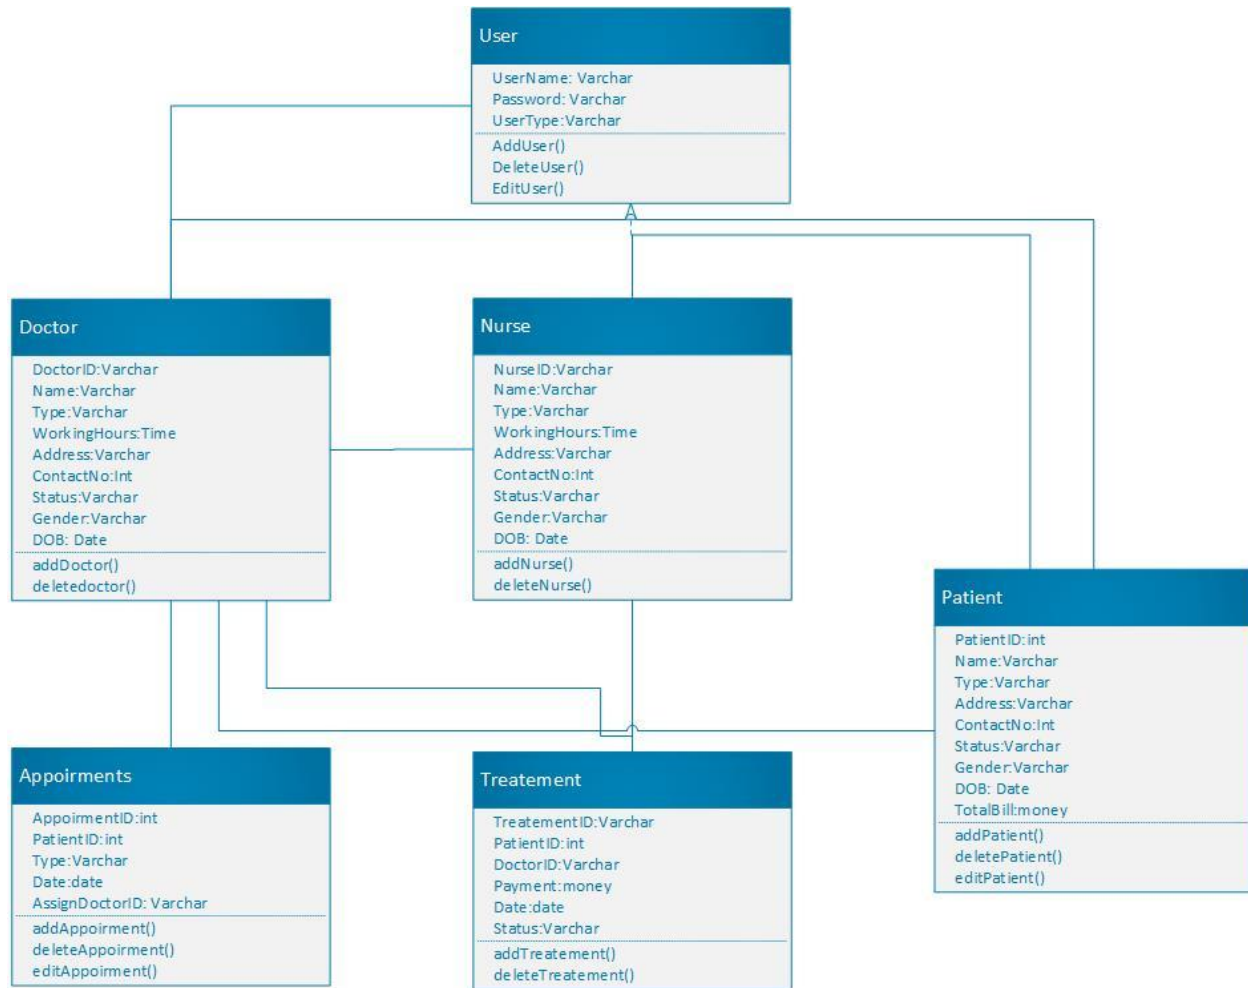 User
UserName: Varchar
Password: Varchar
UserType:Varchar
AddUser()
DeleteUser()
EditUser()
Doctor
DoctorID:Varchar
Name:Varchar
Type:Varchar
WorkingHours:Time
Address:Varchar
ContactNo:Int
Status:Varchar
Gender:Varchar
DOB: Date
addDoctor()
deletedoctor()
Nurse
NurseID:Varchar
Name:Varchar
Type:Varchar
WorkingHours:Time
Address:Varchar
ContactNo:Int
Status:Varchar
Gender:Varchar
DOB: Date
addNurse()
deleteNurse()
Patient
PatientID:int
Name:Varchar
Type:Varchar
Address:Varchar
ContactNo:Int
Status:Varchar
Gender:Varchar
DOB: Date
TotalBill:money
addPatient()
deletePatient()
editPatient()
Appoirments
AppoirmentID:int
PatientID:int
Type:Varchar
Date:date
AssignDoctorID: Varchar
addAppoirment()
deleteAppoirment()
editAppoirment()
Treatement
TreatementID:Varchar
PatientID:int
DoctorID:Varchar
Payment:money
Date:date
Status:Varchar
addTreatement()
deleteTreatement()